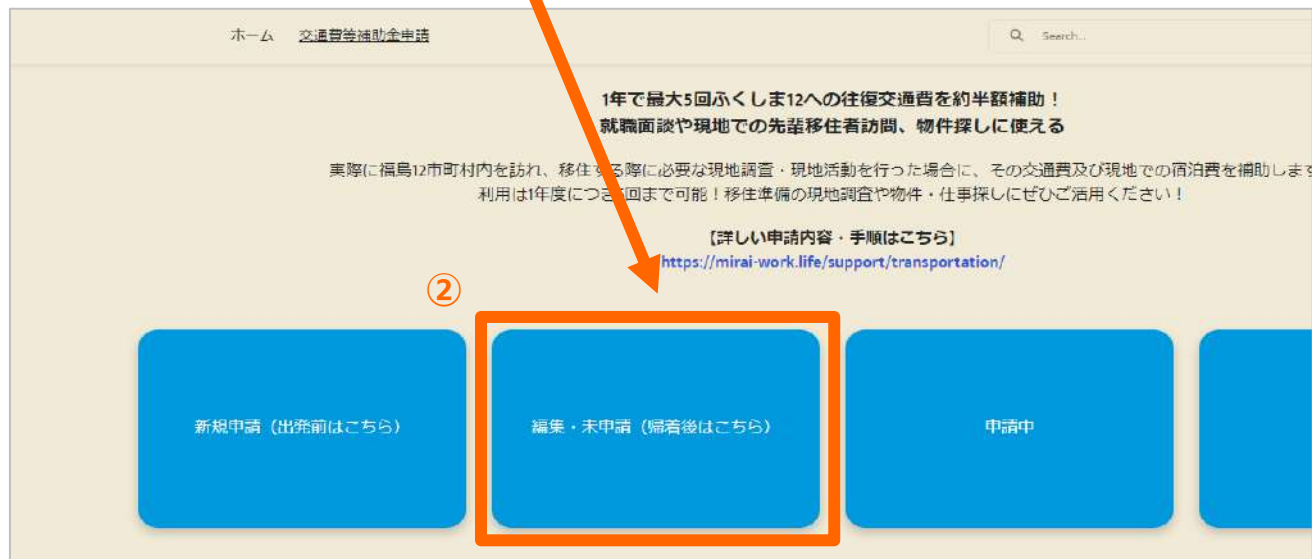 ホーム 交通費等補助金申請
Search...
1年で最大5回ふくしま12への往復交通費を約半額補助！
就職面談や現地での先輩移住者訪問、物件探しに使える
実際に福島12市町村内を訪れ、移住する際に必要な現地調査・現地活動を行った場合に、その交通費及び現地での宿泊費を補助します
利用は1年度につき5回まで可能！移住準備の現地調査や物件・仕事探しにぜひご活用ください！
【詳しい申請内容・手順はこちら】
https://mirai-work.life/support/transportation/
②
新規申請（出発前はこちら）
編集・未申請（帰着後はこちら）
申請中